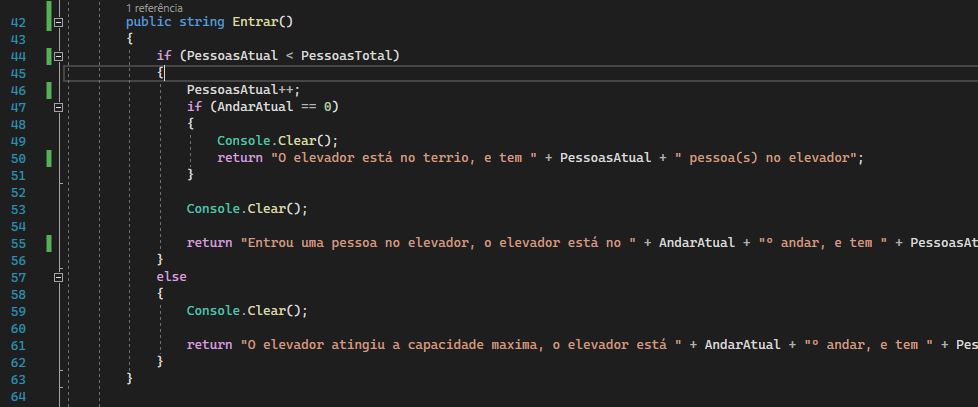 1 referência
42 public string Entrar()
43 {
44 if (PessoasAtual < PessoasTotal)
45 {
46 PessoasAtual++;
47 if (AndarAtual == 0)
48 {
49 Console.Clear();
50 return "O elevador está no terrio, e tem " + PessoasAtual + " pessoa(s) no elevador";
51 }
52
53 Console.Clear();
54
55 return "Entrou uma pessoa no elevador, o elevador está no " + AndarAtual + "º andar, e tem " + PessoasAt
56 }
57 else
58 {
59 Console.Clear();
60
61 return "O elevador atingiu a capacidade maxima, o elevador está " + AndarAtual + "º andar, e tem " + Pes
62 }
63 }
64